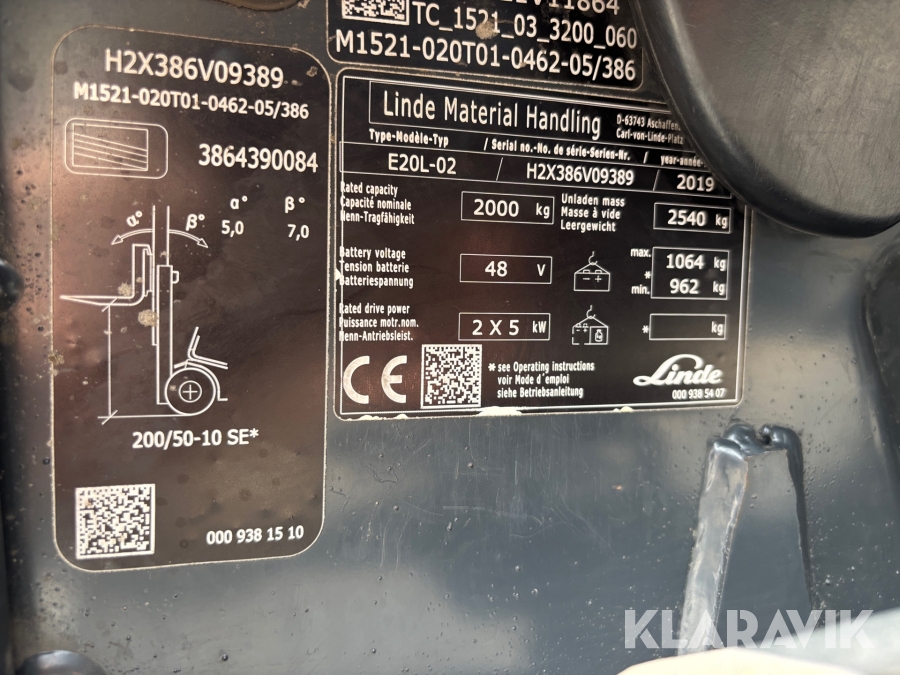 H2X386V09389
M1521-020T01-0462-05/386
3864390084
α° β°
5,0 7,0
α° β°
200/50-10 SE*
000 938 15 10
TC_1521_03_3200_060
M1521-020T01-0462-05/386
Linde Material Handling
D-63743 Aschaffen.
Carl-von-Linde-Platz
Type-Modèle-Typ / Serial no.-No. de série-Serien-Nr. / year-année-
E20L-02 / H2X386V09389 / 2019
Rated capacity
Capacité nominale
Nenn-Tragfähigkeit
2000 kg
Unladen mass
Masse à vide
Leergewicht
2540 kg
Battery voltage
Tension batterie
Batteriespannung
48 V
max. 1064 kg
*
min. 962 kg
Rated drive power
Puissance motr.nom.
Nenn-Antriebsleist.
2 X 5 kW
* kg
CE
* see Operating instructions
voir Mode d´emploi
siehe Betriebsanleitung
Linde
000 938 54 07
KLARAVIK